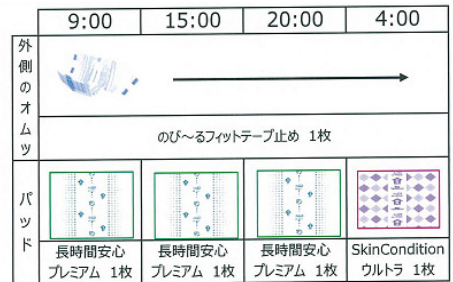 9:00 15:00 20:00 4:00
外側のオムツ
のび～るフィットテープ止め 1枚
パッド
長時間安心 長時間安心 長時間安心 SkinCondition
プレミアム 1枚 プレミアム 1枚 プレミアム 1枚 ウルトラ 1枚